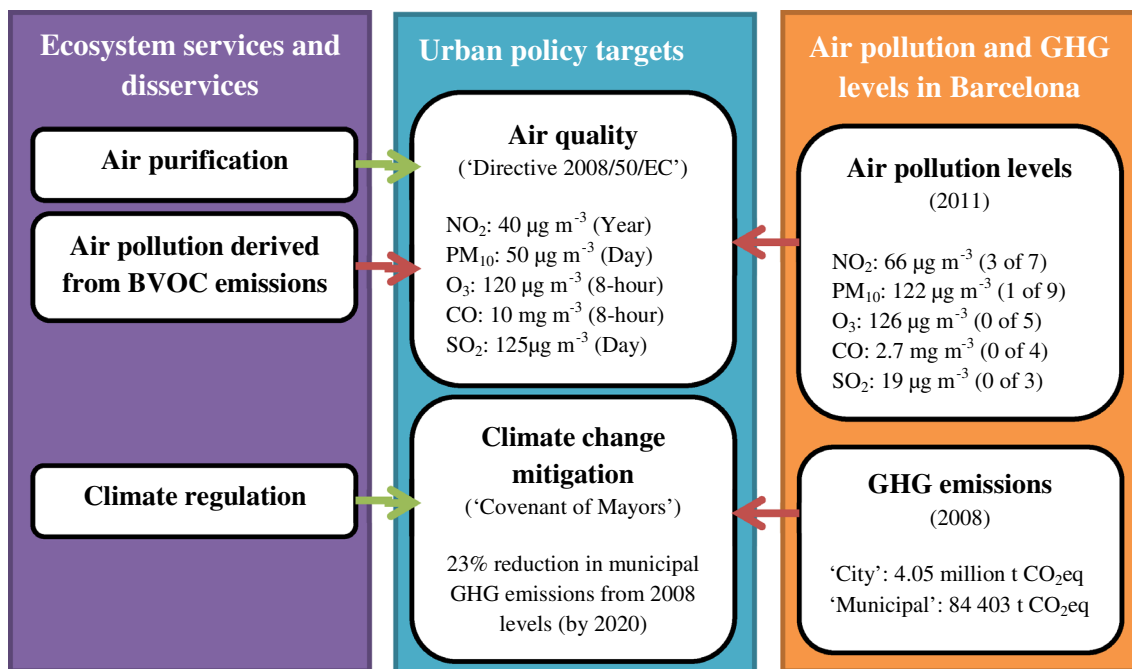 Ecosystem services and
disservices
Air purification
Air pollution derived
from BVOC emissions
Climate regulation
Urban policy targets
Air quality
(‘Directive 2008/50/EC’)
NO₂: 40 µg m⁻³ (Year)
PM₁₀: 50 µg m⁻³ (Day)
O₃: 120 µg m⁻³ (8-hour)
CO: 10 mg m⁻³ (8-hour)
SO₂: 125µg m⁻³ (Day)
Climate change
mitigation
(‘Covenant of Mayors’)
23% reduction in municipal
GHG emissions from 2008
levels (by 2020)
Air pollution and GHG
levels in Barcelona
Air pollution levels
(2011)
NO₂: 66 µg m⁻³ (3 of 7)
PM₁₀: 122 µg m⁻³ (1 of 9)
O₃: 126 µg m⁻³ (0 of 5)
CO: 2.7 mg m⁻³ (0 of 4)
SO₂: 19 µg m⁻³ (0 of 3)
GHG emissions
(2008)
‘City’: 4.05 million t CO₂eq
‘Municipal’: 84 403 t CO₂eq